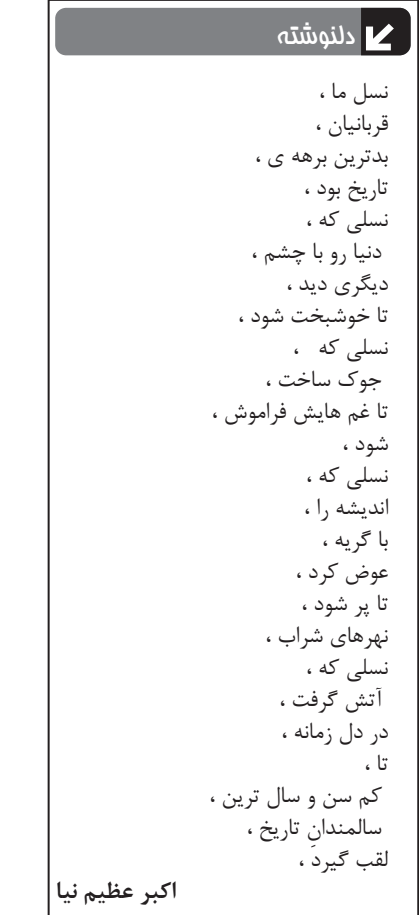 دلنوشته
نسل ما ،
قربانیان ،
بدترین برهه ی ،
تاریخ بود ،
نسلی که ،
دنیا رو با چشم ،
دیگری دید ،
تا خوشبخت شود ،
نسلی که ،
جوک ساخت ،
تا غم هایش فراموش ،
شود ،
نسلی که ،
اندیشه را ،
با گریه ،
عوض کرد ،
تا پر شود ،
نهرهای شراب ،
نسلی که ،
آتش گرفت ،
در دل زمانه ،
تا ،
کم سن و سال ترین ،
سالمندانِ تاریخ ،
لقب گیرد ،
اکبر عظیم نیا